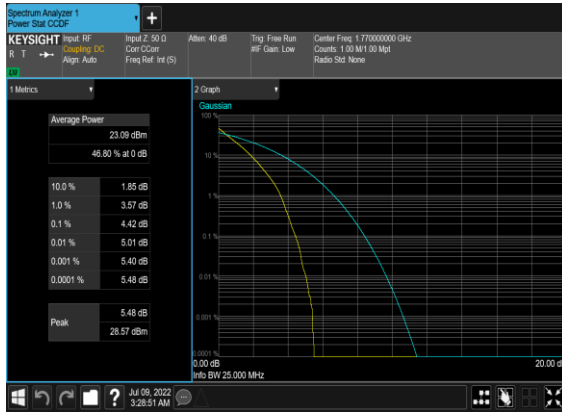 Spectrum Analyzer 1
Power Stat CCDF
KEYSIGHT
R T
LXI
Input: RF
Coupling: DC
Align: Auto
Input Z: 50 Ω
Corr CCorr
Freq Ref: Int (S)
Atten: 40 dB
Trig: Free Run
#IF Gain: Low
Center Freq: 1.770000000 GHz
Counts: 1.00 M/1.00 Mpt
Radio Std: None
1 Metrics
Average Power
23.09 dBm
46.80 % at 0 dB
10.0 % 1.85 dB
1.0 % 3.57 dB
0.1 % 4.42 dB
0.01 % 5.01 dB
0.001 % 5.40 dB
0.0001 % 5.48 dB
Peak 5.48 dB
28.57 dBm
2 Graph
Gaussian
100 %
10 %
1 %
0.1 %
0.01 %
0.001 %
0.0001 %
0.00 dB
20.00 d
Info BW 25.000 MHz
?
Jul 09, 2022
3:28:51 AM